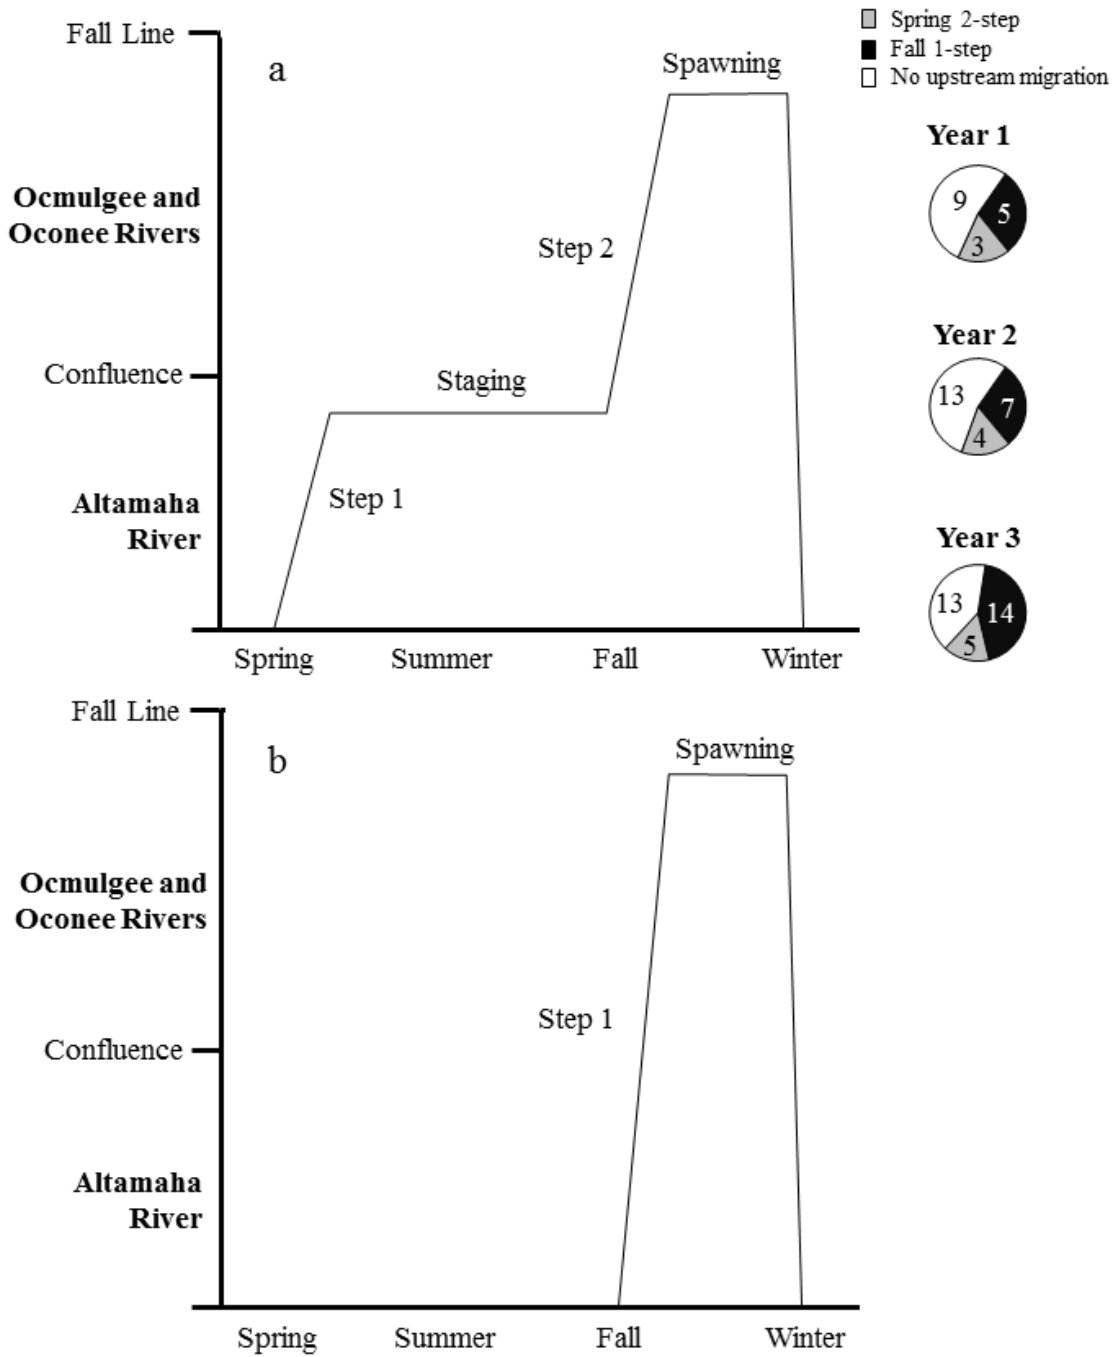 Fall Line
a
Spawning
Ocmulgee and
Oconee Rivers
Step 2
Confluence
Staging
Step 1
Altamaha
River
Spring
Summer
Fall
Winter
Spring 2-step
Fall 1-step
No upstream migration
Year 1
9
5
3
Year 2
13
7
4
Year 3
13
14
5
Fall Line
b
Spawning
Ocmulgee and
Oconee Rivers
Step 1
Confluence
Altamaha
River
Spring
Summer
Fall
Winter